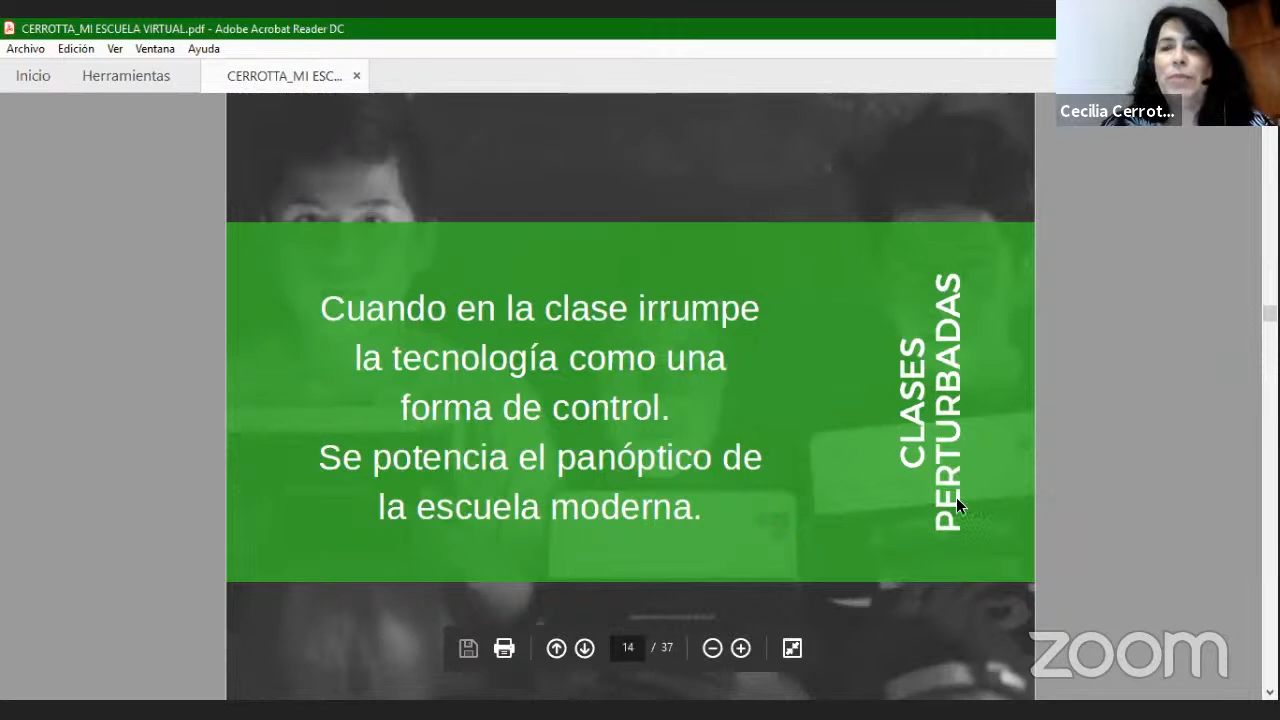 CERROTTA_MI ESCUELA VIRTUAL.pdf - Adobe Acrobat Reader DC
Archivo Edición Ver Ventana Ayuda
Inicio Herramientas CERROTTA_MI ESC... ×
Cecilia Cerrot...
Cuando en la clase irrumpe
la tecnología como una
forma de control.
Se potencia el panóptico de
la escuela moderna.
CLASES
PERTURBADAS
14 / 37
zoom